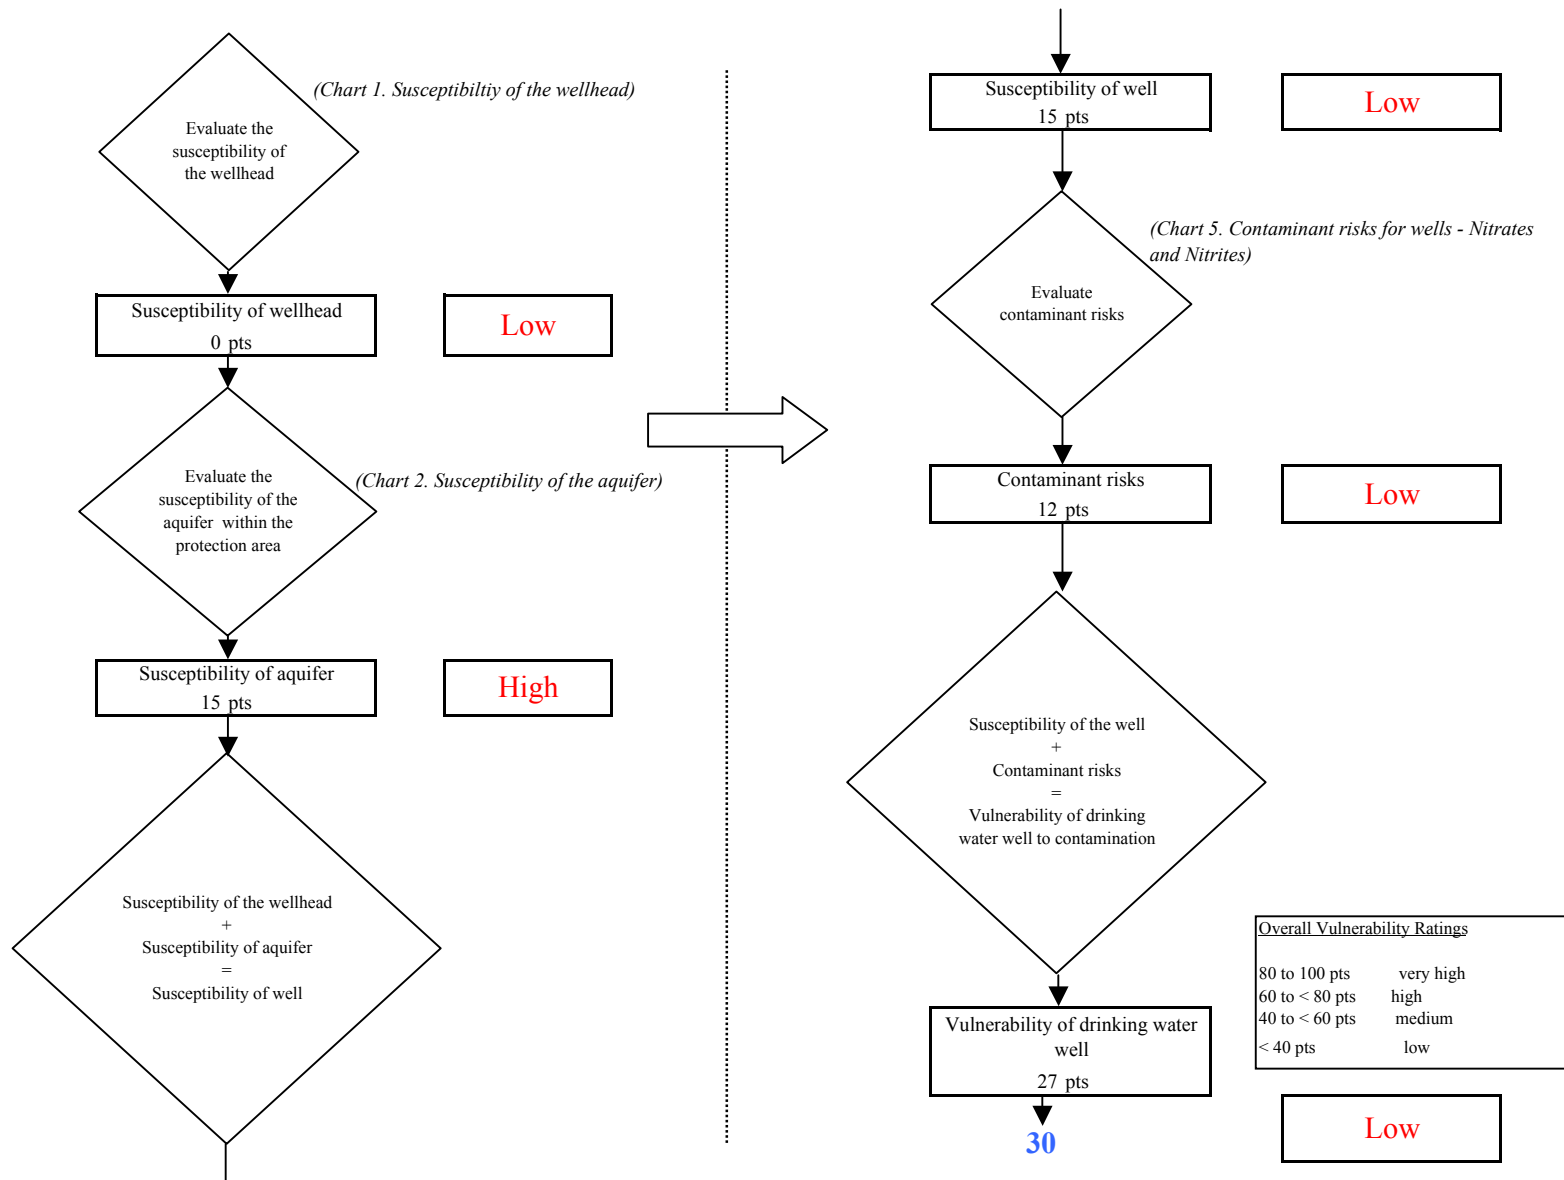 (Chart 1. Susceptibiltiy of the wellhead)
Evaluate the
susceptibility of
the wellhead
Susceptibility of wellhead
0 pts
Low
(Chart 2. Susceptibility of the aquifer)
Evaluate the
susceptibility of the
aquifer within the
protection area
Susceptibility of aquifer
15 pts
High
Susceptibility of the wellhead
+
Susceptibility of aquifer
=
Susceptibility of well
Susceptibility of well
15 pts
Low
(Chart 5. Contaminant risks for wells - Nitrates
and Nitrites)
Evaluate
contaminant risks
Contaminant risks
12 pts
Low
Susceptibility of the well
+
Contaminant risks
=
Vulnerability of drinking
water well to contamination
Overall Vulnerability Ratings
80 to 100 pts very high
60 to < 80 pts high
40 to < 60 pts medium
< 40 pts low
Vulnerability of drinking water
well
27 pts
30
Low